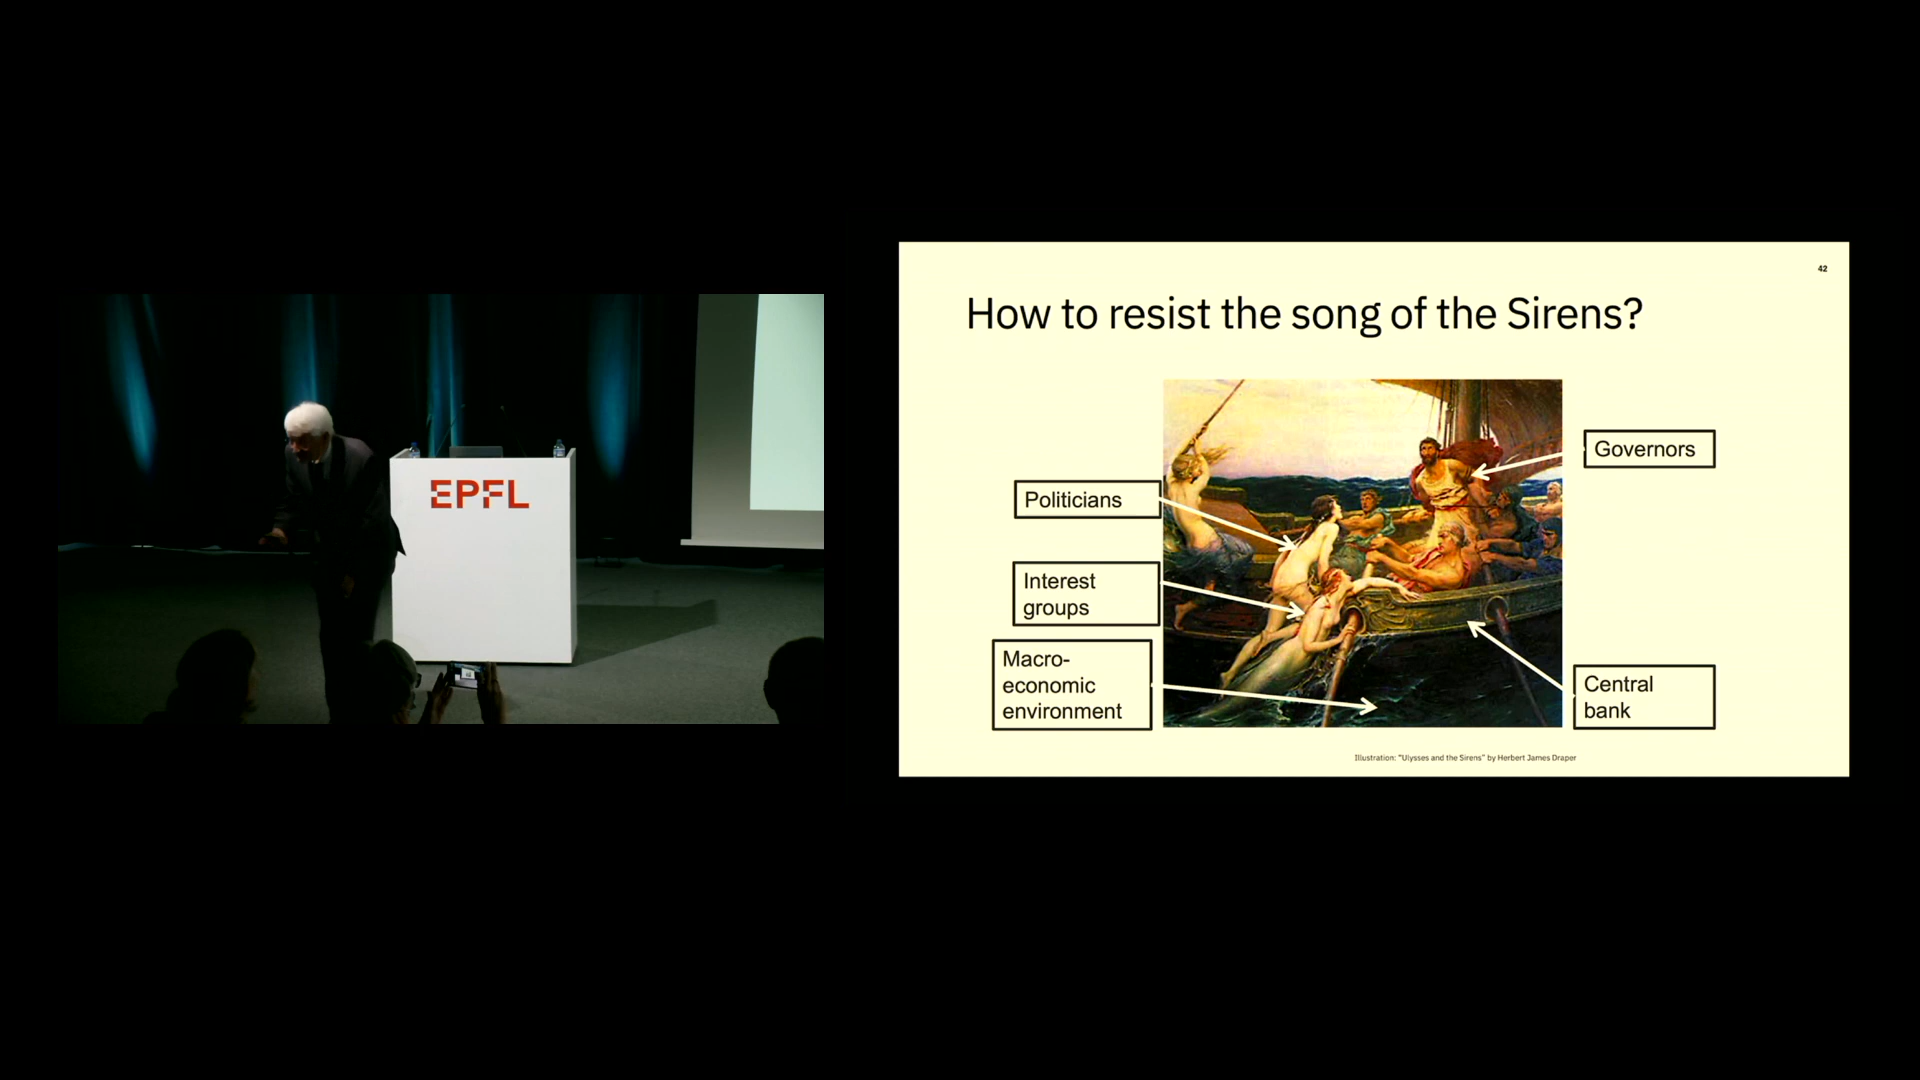 EPFL
42
How to resist the song of the Sirens?
Governors
Politicians
Interest
groups
Macro-
economic
environment
Central
bank
Illustration: "Ulysses and the Sirens" by Herbert James Draper